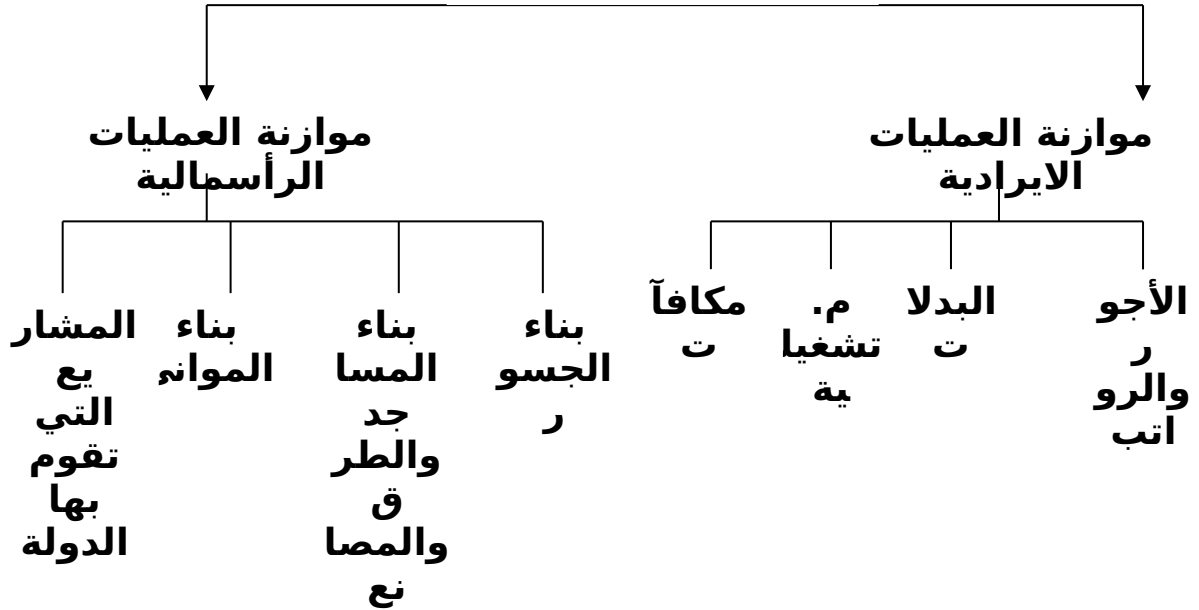 موازنة العمليات
الايرادية
موازنة العمليات
الرأسمالية
الأجو
ر
والرو
اتب
البدلا
ت
م.
تشغيل
ية
مكافآ
ت
بناء
الجسو
ر
بناء
المسا
جد
والطر
ق
والمصا
نع
بناء
الموانئ
المشار
يع
التي
تقوم
بها
الدولة